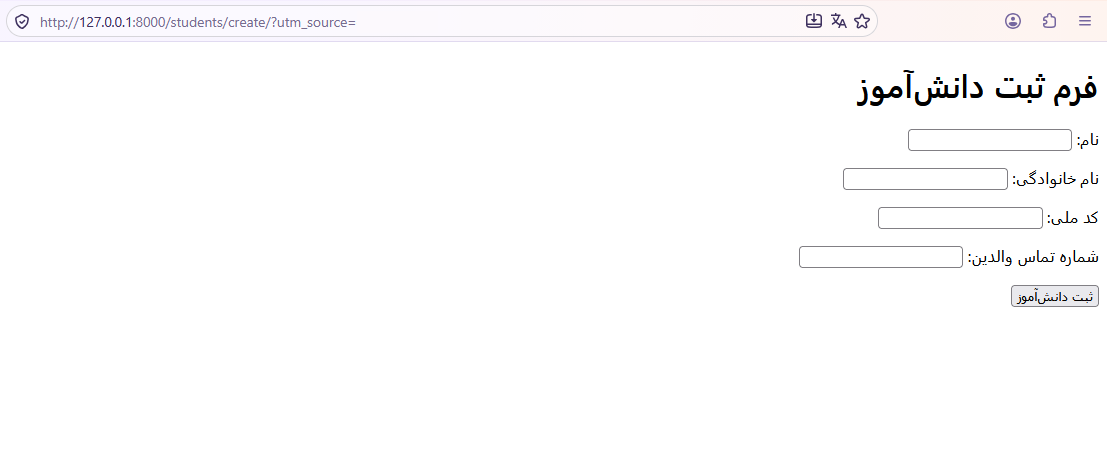 http://127.0.0.1:8000/students/create/?utm_source=
فرم ثبت دانش‌آموز
نام:
نام خانوادگی:
کد ملی:
شماره تماس والدین:
ثبت دانش‌آموز